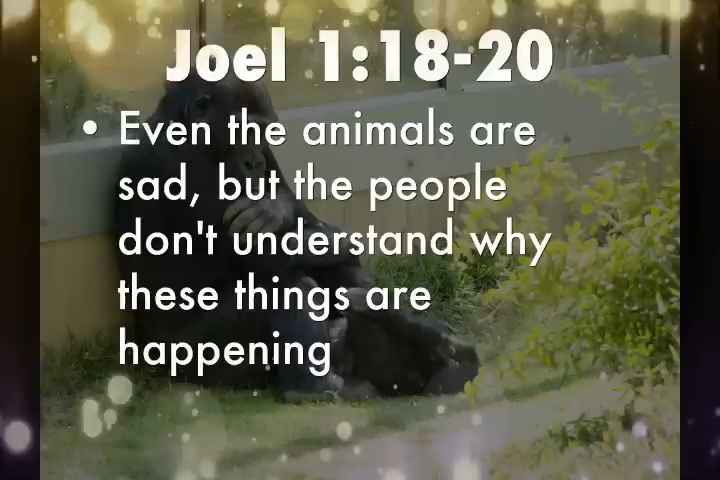 Joel 1:18-20
• Even the animals are
sad, but the people
don't understand why
these things are
happening